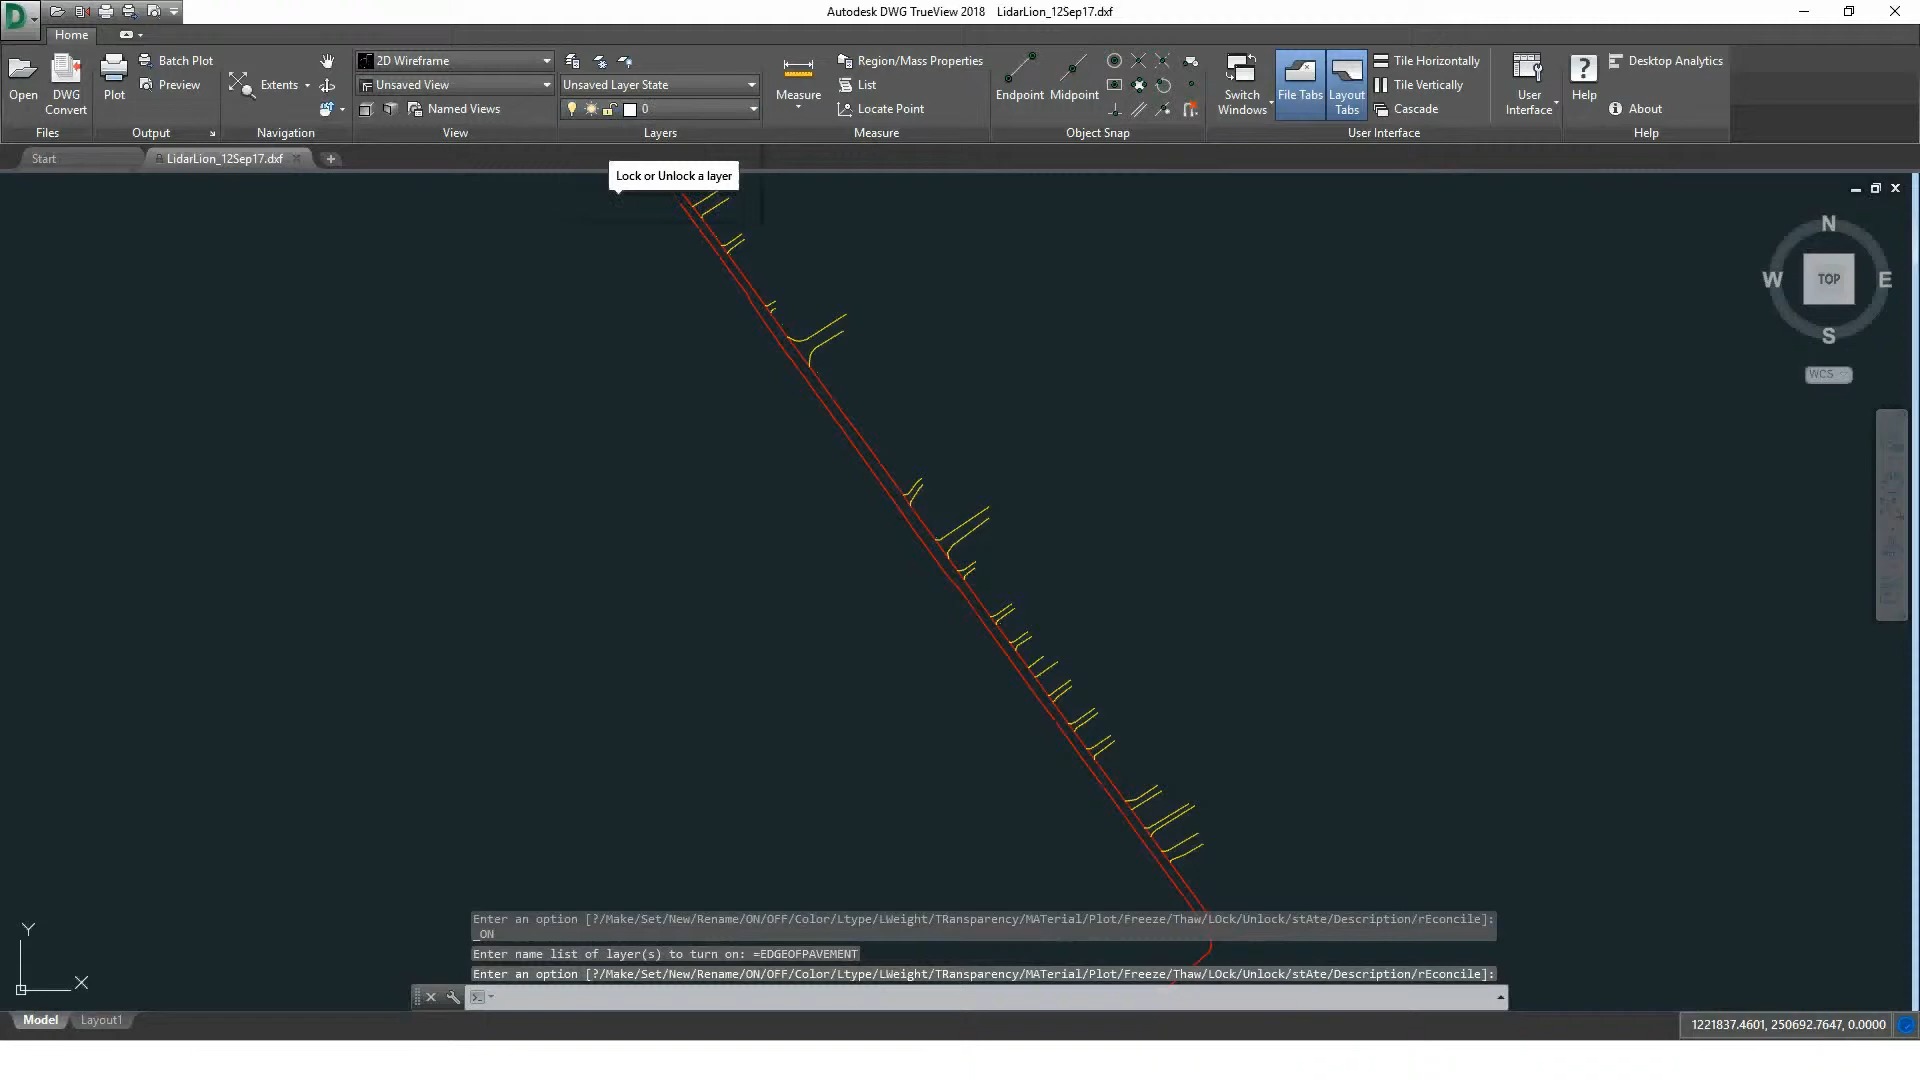 Autodesk DWG TrueView 2018 LidarLion_12Sep17.dxf
Home
Open
DWG Convert
Files
Plot
Batch Plot
Preview
Output
Extents
Navigation
2D Wireframe
Unsaved View
Named Views
View
Unsaved Layer State
0
Layers
Measure
Region/Mass Properties
List
Locate Point
Measure
Endpoint
Midpoint
Object Snap
Switch Windows
File Tabs
Layout Tabs
Tile Horizontally
Tile Vertically
Cascade
User Interface
User Interface
Help
Desktop Analytics
About
Help
Start
LidarLion_12Sep17.dxf
Lock or Unlock a layer
N
W
TOP
E
S
WCS
Enter an option [?/Make/Set/New/Rename/ON/OFF/Color/Ltype/LWeight/TRansparency/MATerial/Plot/Freeze/Thaw/LOck/Unlock/stAte/Description/rEconcile]:
_ON
Enter name list of layer(s) to turn on: =EDGEOFPAVEMENT
Enter an option [?/Make/Set/New/Rename/ON/OFF/Color/Ltype/LWeight/TRansparency/MATerial/Plot/Freeze/Thaw/LOck/Unlock/stAte/Description/rEconcile]:
Y
X
Model
Layout1
1221837.4601, 250692.7647, 0.0000